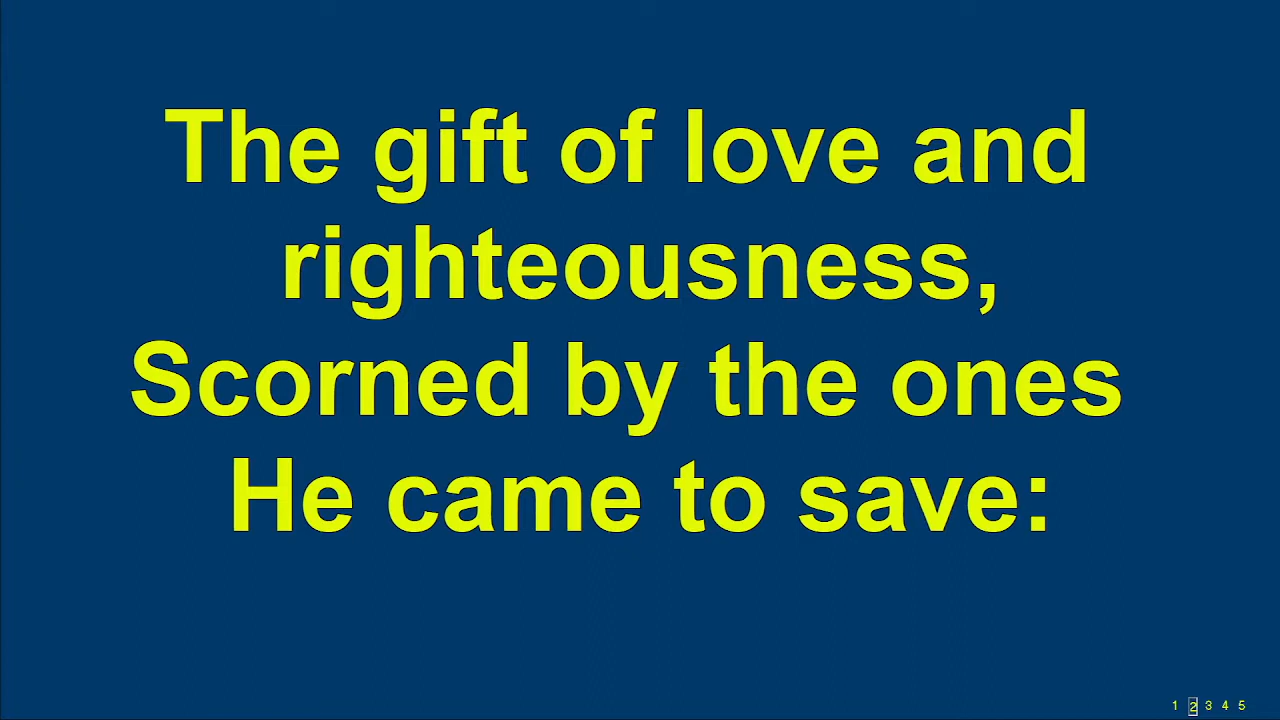 The gift of love and
righteousness,
Scorned by the ones
He came to save:
1 2 3 4 5